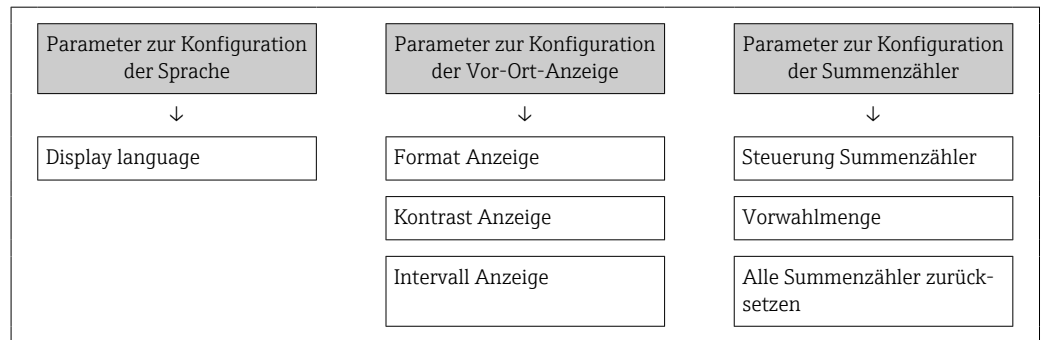 Parameter zur Konfiguration
der Sprache
↓
Display language
Parameter zur Konfiguration
der Vor-Ort-Anzeige
↓
Format Anzeige
Kontrast Anzeige
Intervall Anzeige
Parameter zur Konfiguration
der Summenzähler
↓
Steuerung Summenzähler
Vorwahlmenge
Alle Summenzähler zurück-
setzen